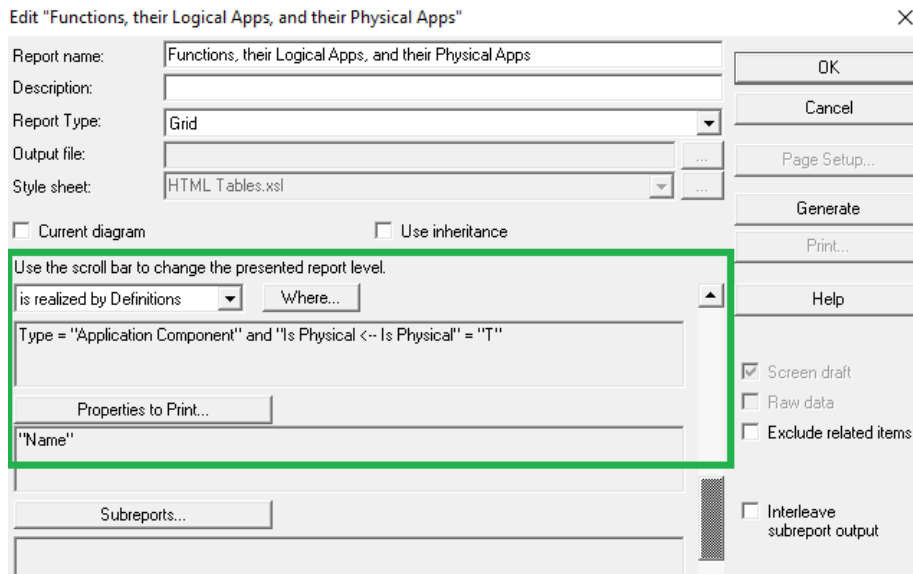 Edit "Functions, their Logical Apps, and their Physical Apps"
Report name: Functions, their Logical Apps, and their Physical Apps
OK
Description:
Cancel
Report Type: Grid
Output file: ...
Page Setup...
Style sheet: HTML Tables.xsl ...
Generate
Current diagram Use inheritance
Print...
Use the scroll bar to change the presented report level.
is realized by Definitions Where...
Help
Type = "Application Component" and "Is Physical <-- Is Physical" = "T"
Screen draft
Properties to Print...
Raw data
"Name"
Exclude related items
Subreports...
Interleave
subreport output